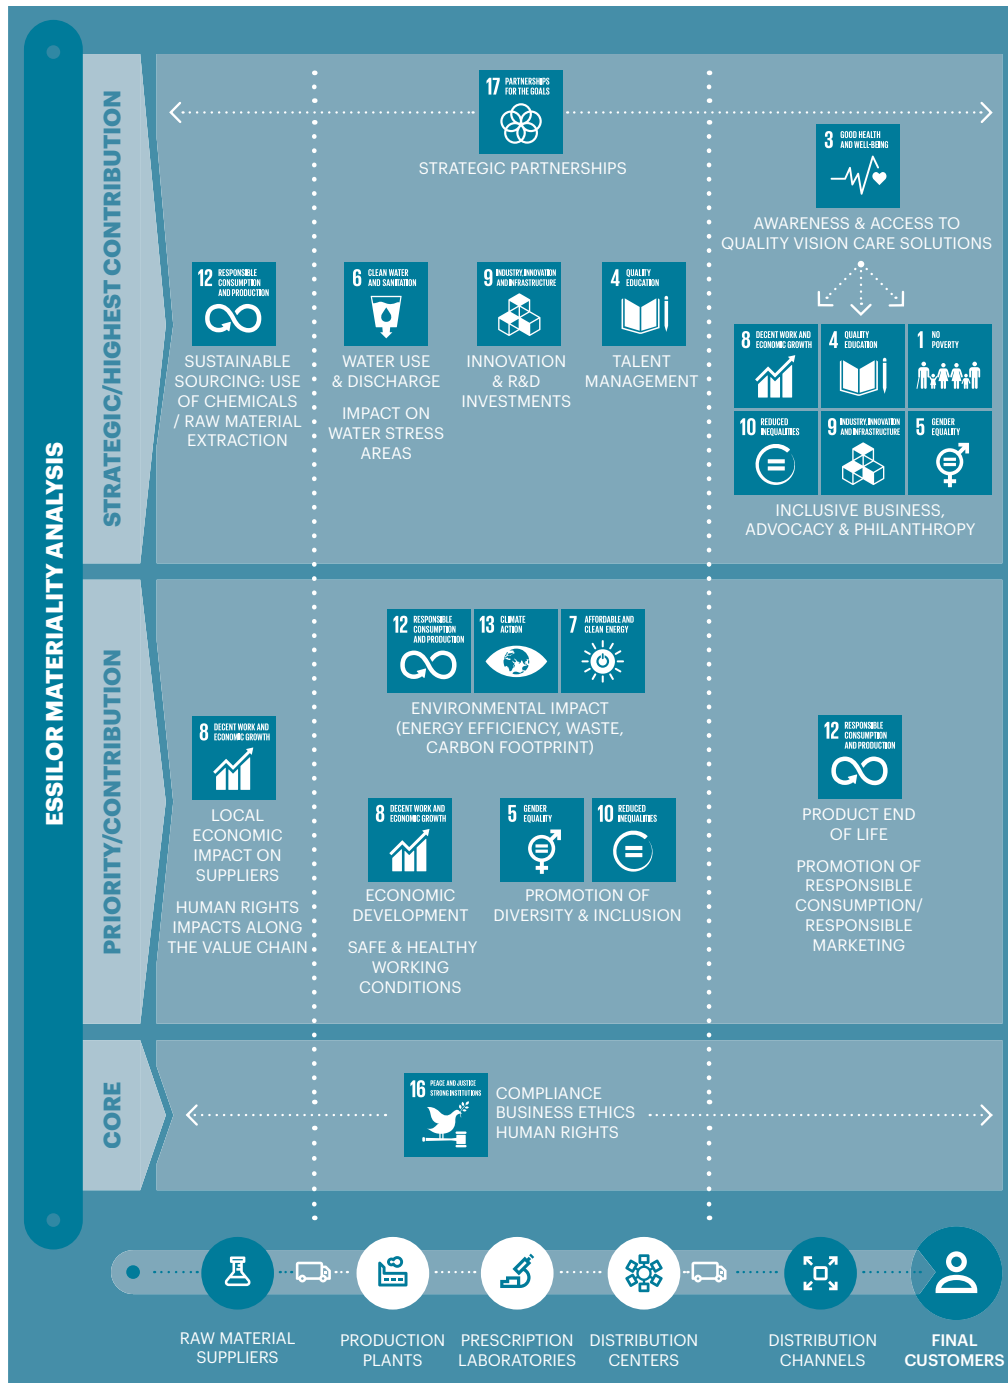 ESSILOR MATERIALITY ANALYSIS
STRATEGIC/HIGHEST CONTRIBUTION
17 PARTNERSHIPS
FOR THE GOALS
STRATEGIC PARTNERSHIPS
3 GOOD HEALTH
AND WELL-BEING
AWARENESS & ACCESS TO
QUALITY VISION CARE SOLUTIONS
12 RESPONSIBLE
CONSUMPTION
AND PRODUCTION
SUSTAINABLE
SOURCING: USE
OF CHEMICALS
/ RAW MATERIAL
EXTRACTION
6 CLEAN WATER
AND SANITATION
WATER USE
& DISCHARGE
IMPACT ON
WATER STRESS
AREAS
9 INDUSTRY, INNOVATION
AND INFRASTRUCTURE
INNOVATION
& R&D
INVESTMENTS
4 QUALITY
EDUCATION
TALENT
MANAGEMENT
8 DECENT WORK AND
ECONOMIC GROWTH
4 QUALITY
EDUCATION
1 NO
POVERTY
10 REDUCED
INEQUALITIES
9 INDUSTRY, INNOVATION
AND INFRASTRUCTURE
5 GENDER
EQUALITY
INCLUSIVE BUSINESS,
ADVOCACY & PHILANTHROPY
PRIORITY/CONTRIBUTION
12 RESPONSIBLE
CONSUMPTION
AND PRODUCTION
13 CLIMATE
ACTION
7 AFFORDABLE AND
CLEAN ENERGY
ENVIRONMENTAL IMPACT
(ENERGY EFFICIENCY, WASTE,
CARBON FOOTPRINT)
8 DECENT WORK AND
ECONOMIC GROWTH
LOCAL
ECONOMIC
IMPACT ON
SUPPLIERS
HUMAN RIGHTS
IMPACTS ALONG
THE VALUE CHAIN
8 DECENT WORK AND
ECONOMIC GROWTH
ECONOMIC
DEVELOPMENT
SAFE & HEALTHY
WORKING
CONDITIONS
5 GENDER
EQUALITY
10 REDUCED
INEQUALITIES
PROMOTION OF
DIVERSITY & INCLUSION
12 RESPONSIBLE
CONSUMPTION
AND PRODUCTION
PRODUCT END
OF LIFE
PROMOTION OF
RESPONSIBLE
CONSUMPTION/
RESPONSIBLE
MARKETING
CORE
16 PEACE AND JUSTICE
STRONG INSTITUTIONS
COMPLIANCE
BUSINESS ETHICS
HUMAN RIGHTS
RAW MATERIAL
SUPPLIERS
PRODUCTION
PLANTS
PRESCRIPTION
LABORATORIES
DISTRIBUTION
CENTERS
DISTRIBUTION
CHANNELS
FINAL
CUSTOMERS